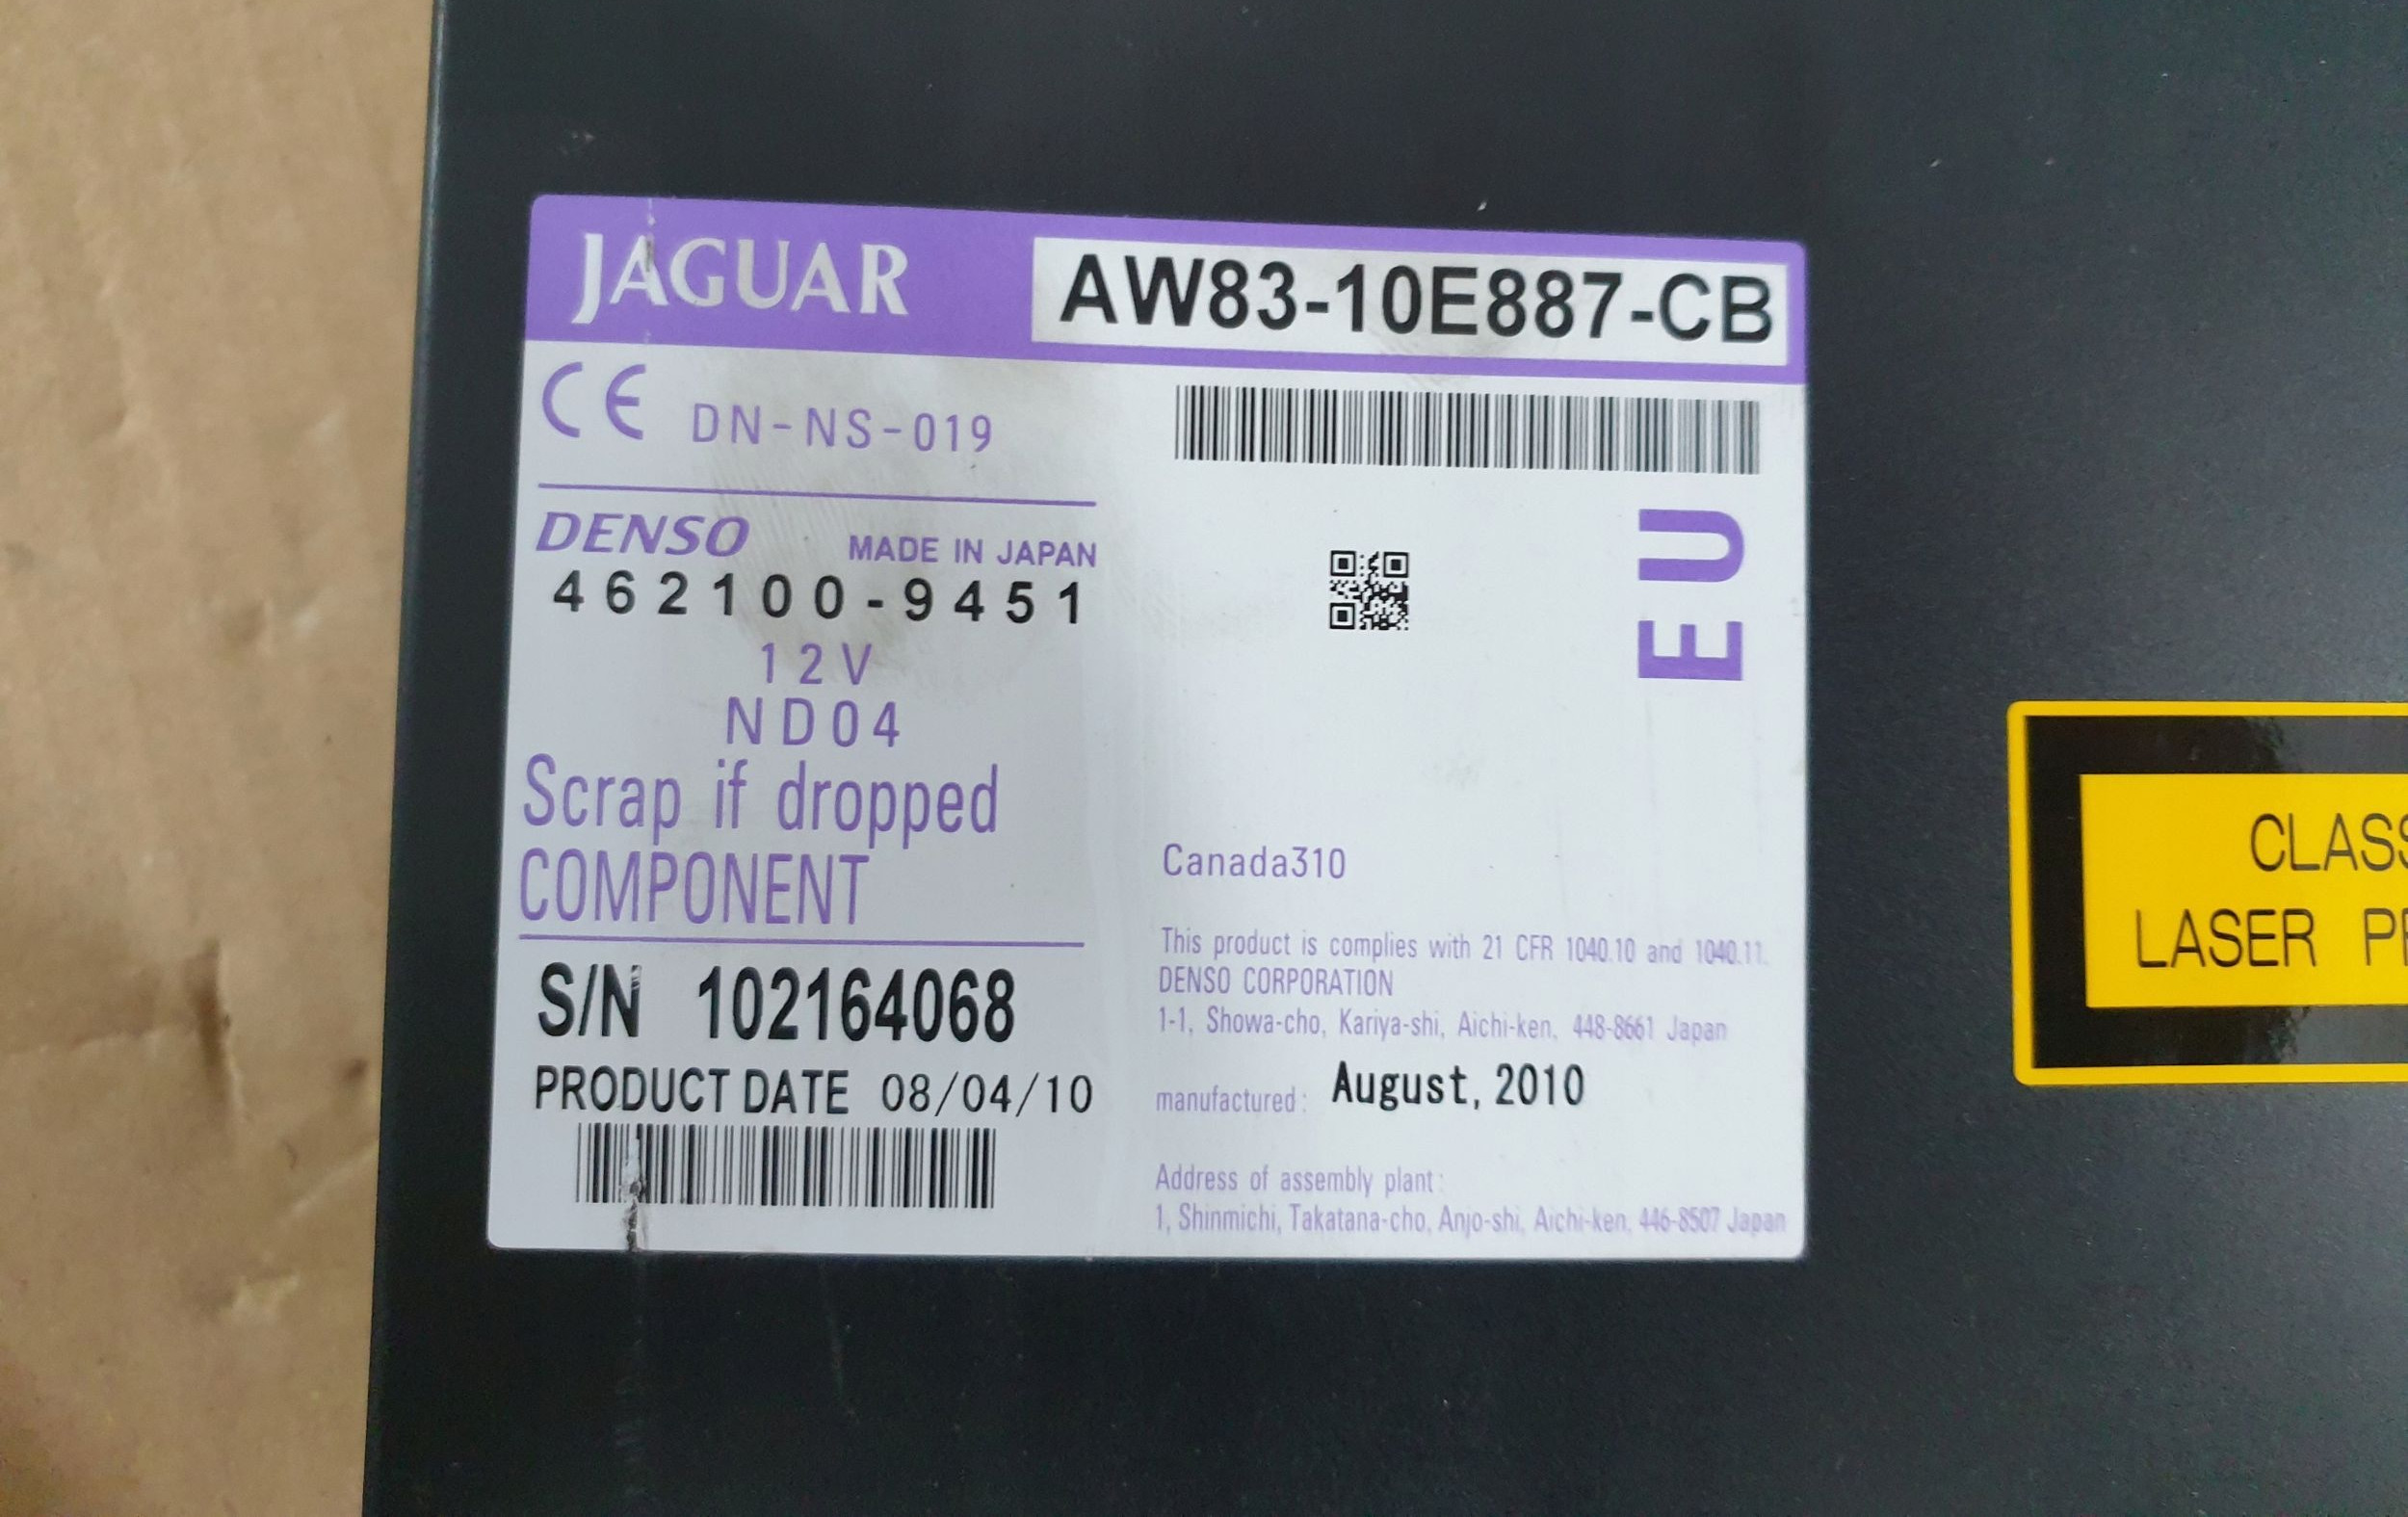 JAGUAR
AW83-10E887-CB
CE DN-NS-019
DENSO MADE IN JAPAN
462100-9451
12V
ND04
Scrap if dropped
COMPONENT
S/N 102164068
PRODUCT DATE 08/04/10
EU
Canada310
This product is complies with 21 CFR 1040.10 and 1040.11.
DENSO CORPORATION
1-1, Showa-cho, Kariya-shi, Aichi-ken, 448-8661 Japan
manufactured: August, 2010
Address of assembly plant:
1, Shinmichi, Takatana-cho, Anjo-shi, Aichi-ken, 446-8507 Japan
CLASS
LASER